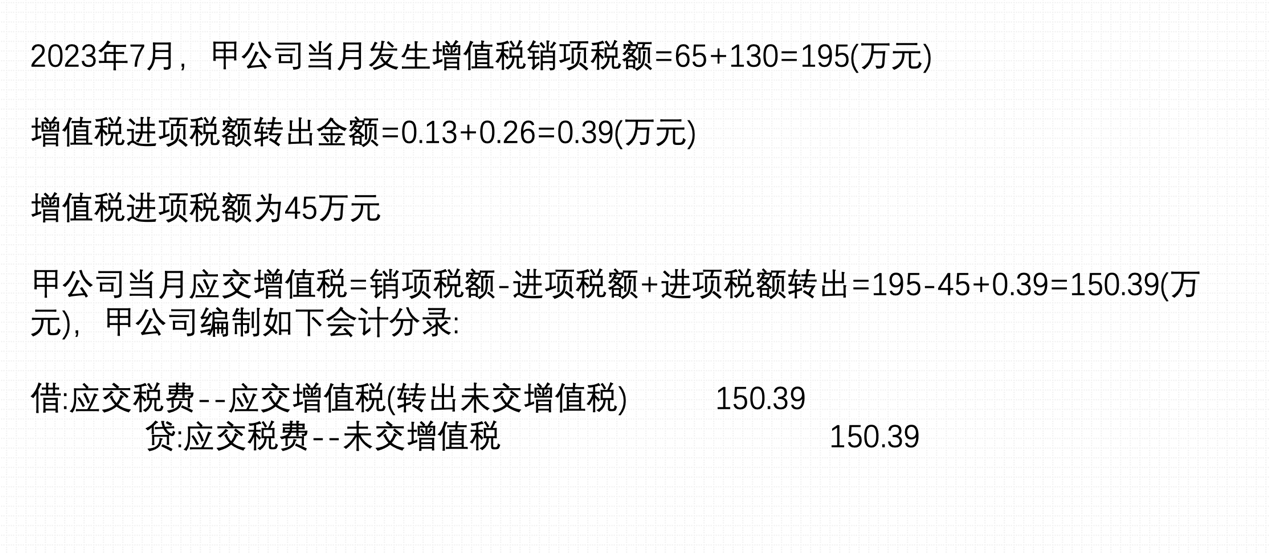 2023年7月，甲公司当月发生增值税销项税额=65+130=195(万元)
增值税进项税额转出金额=0.13+0.26=0.39(万元)
增值税进项税额为45万元
甲公司当月应交增值税=销项税额-进项税额+进项税额转出=195-45+0.39=150.39(万
元)，甲公司编制如下会计分录:
借:应交税费--应交增值税(转出未交增值税) 150.39
贷:应交税费--未交增值税 150.39